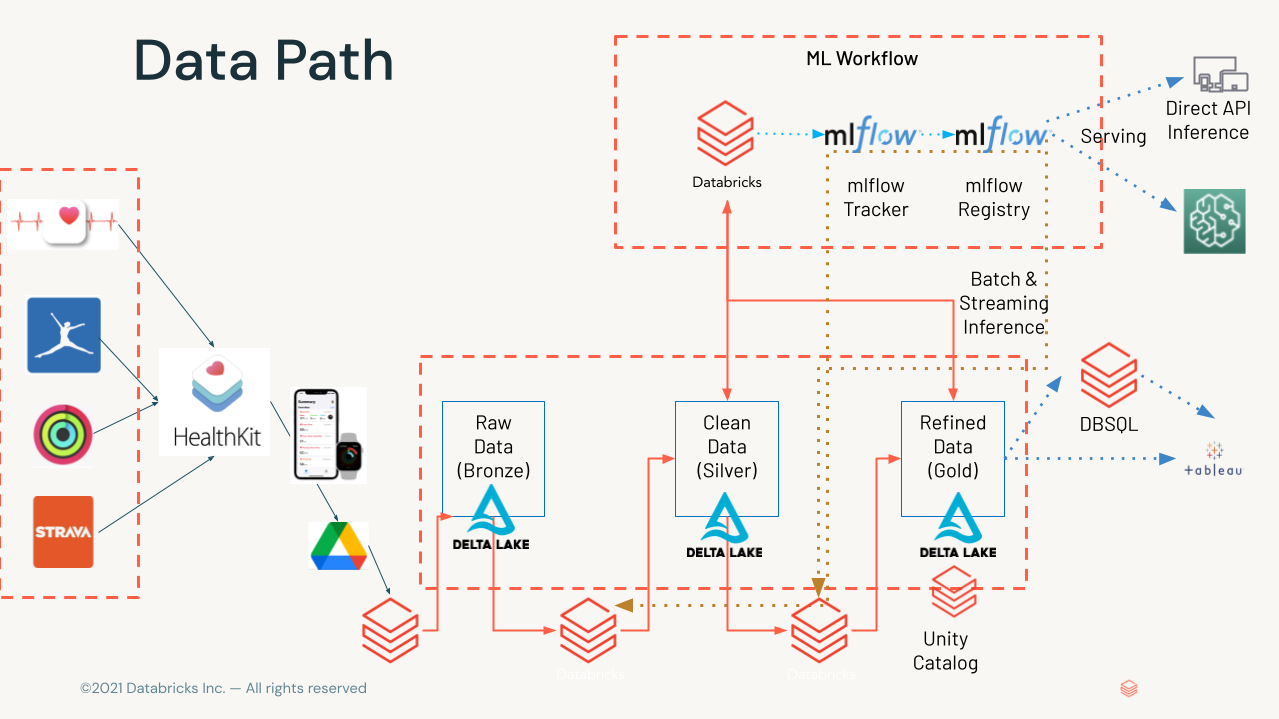 Data Path
ML Workflow
mlflow
mlflow
Databricks
mlflow
Tracker
mlflow
Registry
Serving
Direct API
Inference
Batch &
Streaming
Inference
HealthKit
Summary
STRAVA
Raw
Data
(Bronze)
DELTA LAKE
Clean
Data
(Silver)
DELTA LAKE
Refined
Data
(Gold)
DELTA LAKE
DBSQL
+ableau
Unity
Catalog
Databricks
Databricks
©2021 Databricks Inc. — All rights reserved